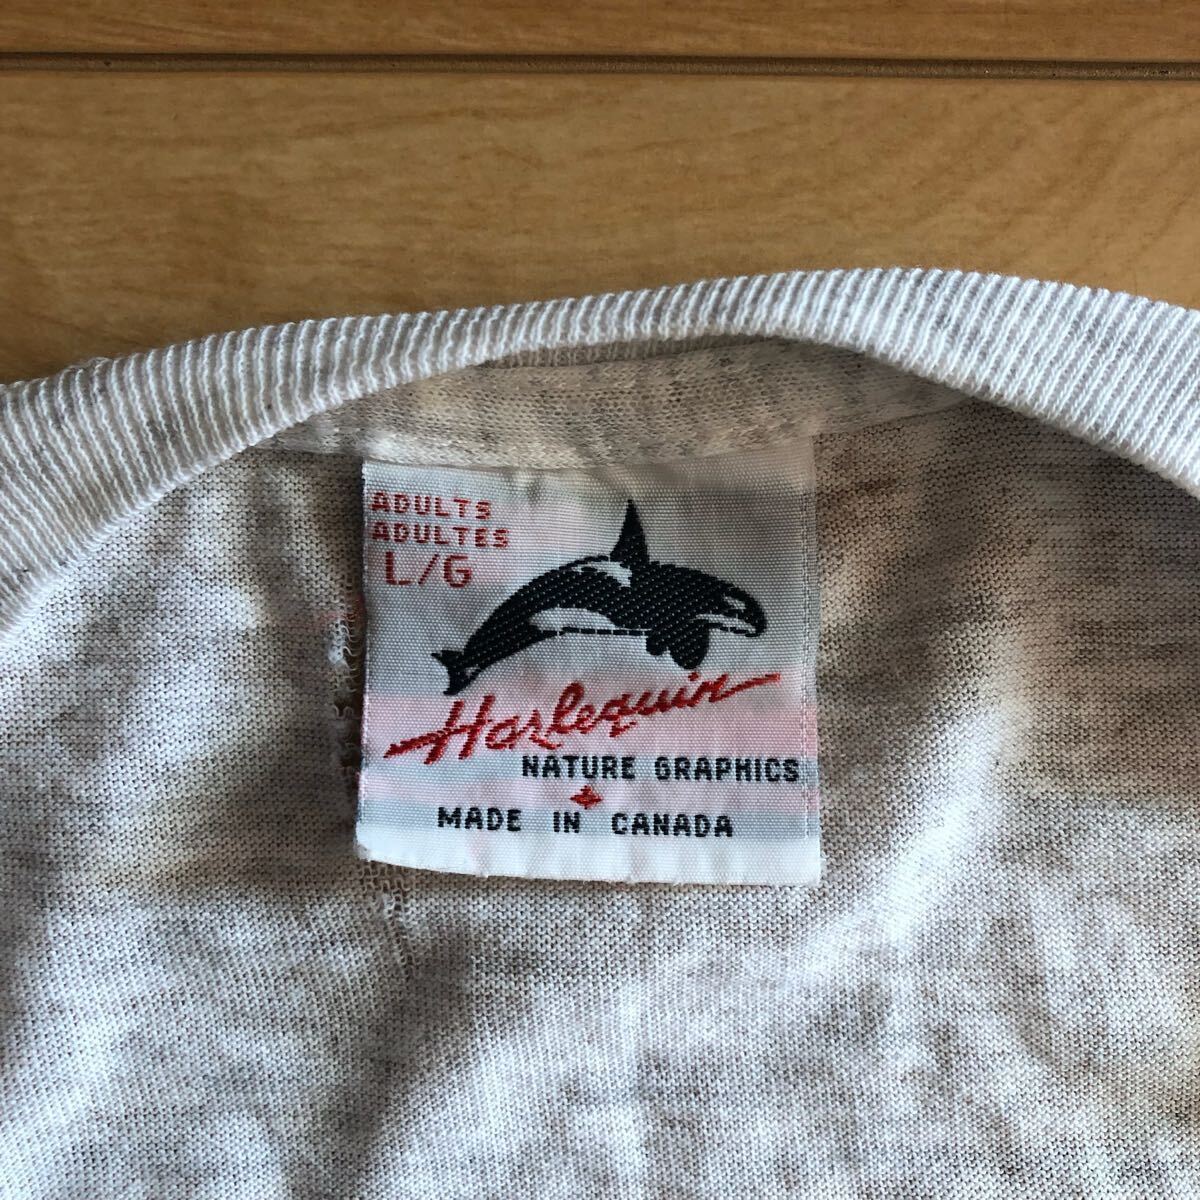 ADULTS
ADULTES
L/G
Harlequin
NATURE GRAPHICS
MADE IN CANADA